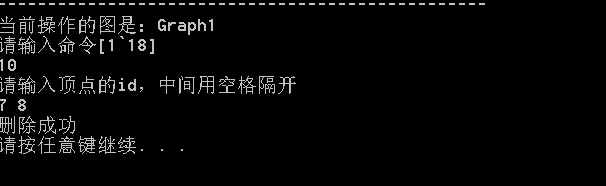 当前操作的图是：Graph1
请输入命令[1`18]
10
请输入顶点的id，中间用空格隔开
7 8
删除成功
请按任意键继续. . .